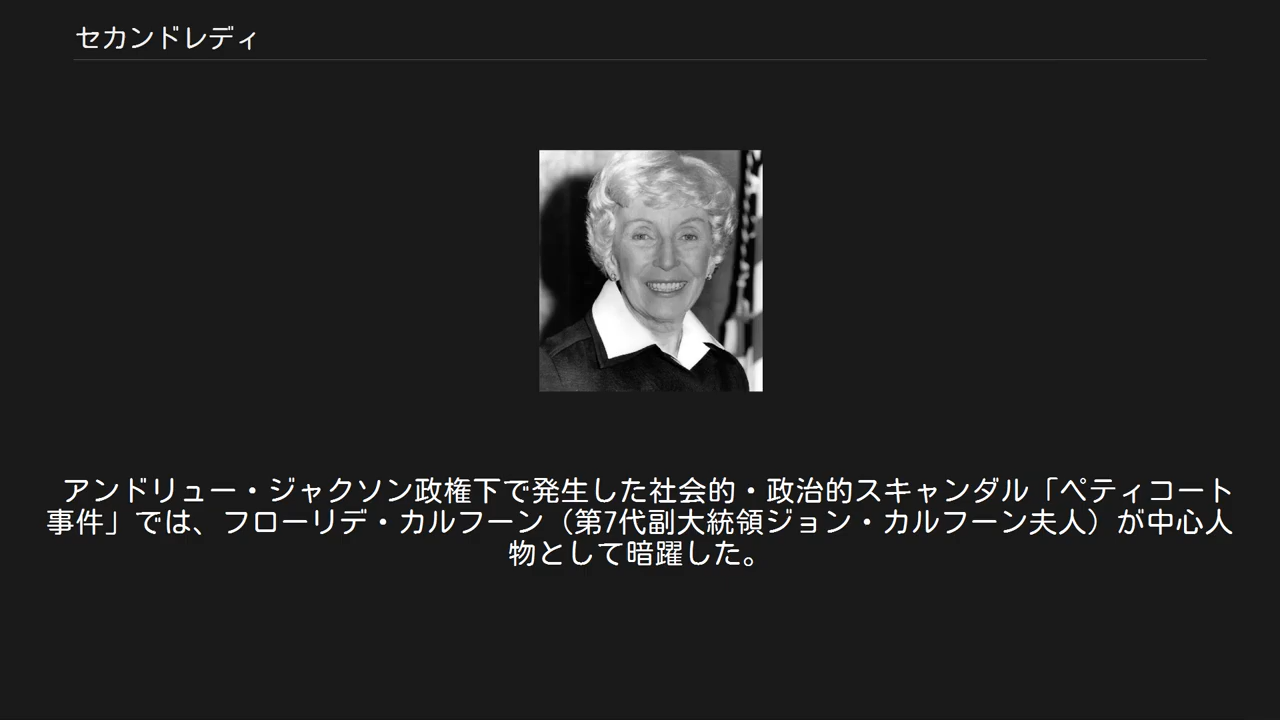 セカンドレディ
アンドリュー・ジャクソン政権下で発生した社会的・政治的スキャンダル「ペティコート
事件」では、フローリデ・カルフーン（第7代副大統領ジョン・カルフーン夫人）が中心人
物として暗躍した。